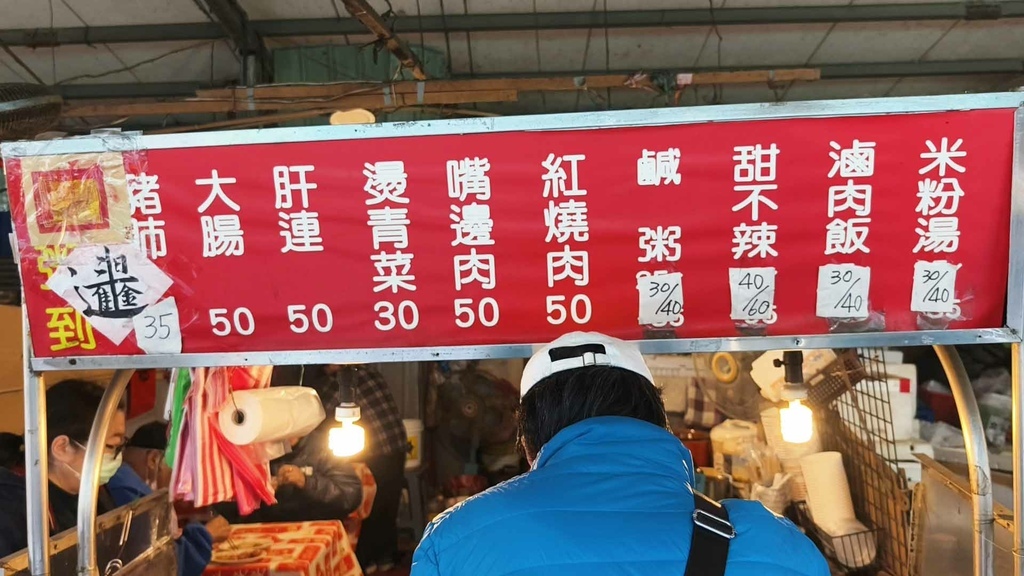 米粉湯 30/40
滷肉飯 30/40
甜不辣 40/60
鹹粥 30/40
紅燒肉 50
嘴邊肉 50
燙青菜 30
肝連 50
大腸 50
豬肺 35
到